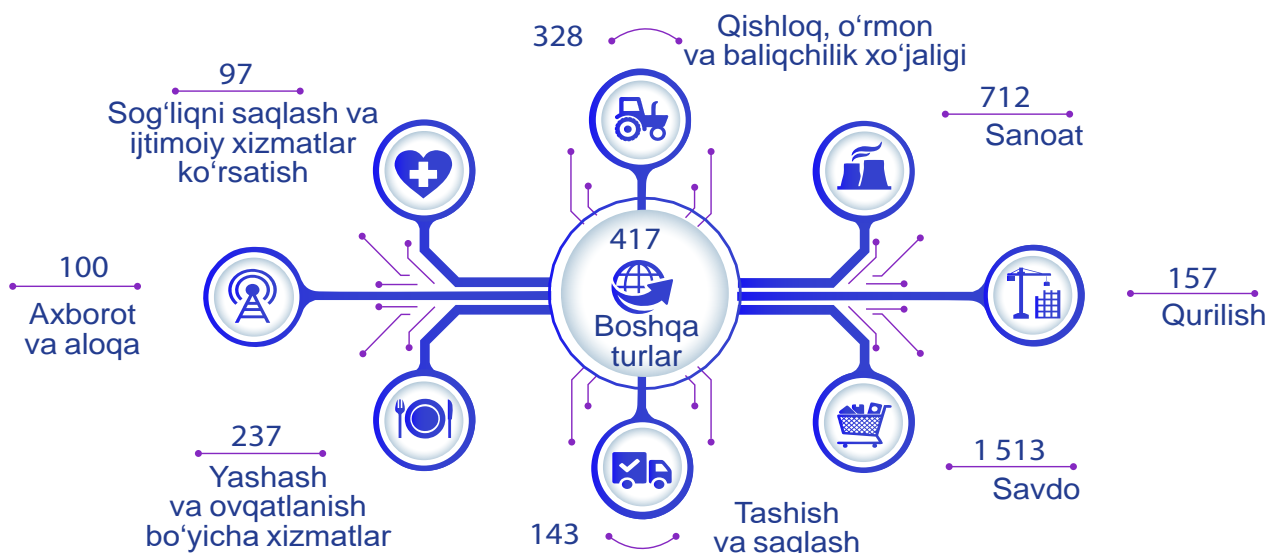 328
Qishloq, o‘rmon
va baliqchilik xo‘jaligi
97
Sog‘liqni saqlash va
ijtimoiy xizmatlar
ko‘rsatish
712
Sanoat
417
Boshqa
turlar
100
Axborot
va aloqa
157
Qurilish
237
Yashash
va ovqatlanish
bo‘yicha xizmatlar
1 513
Savdo
143
Tashish
va saqlash